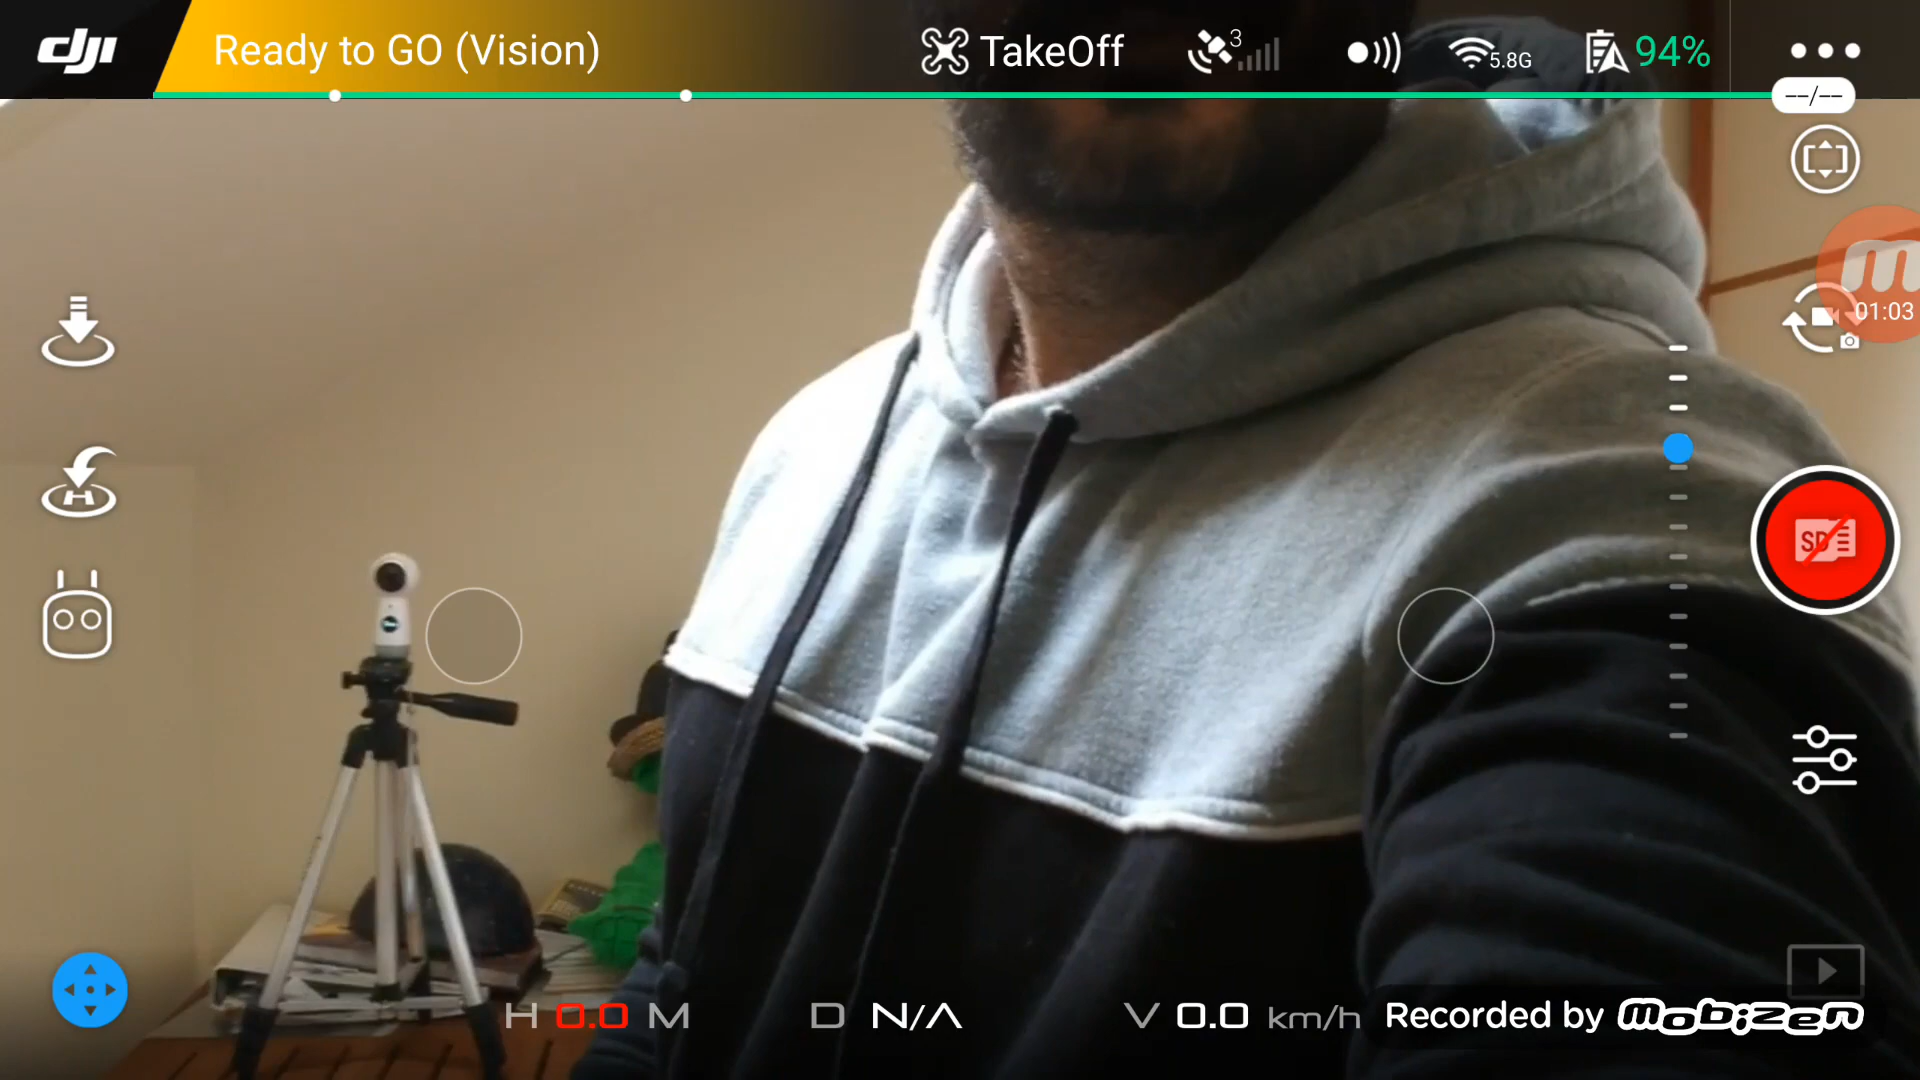 dji
Ready to GO (Vision)
TakeOff
3
5.8G
94%
--/--
01:03
SD
H 0.0 M
D N/A
V 0.0 km/h
Recorded by mobizen